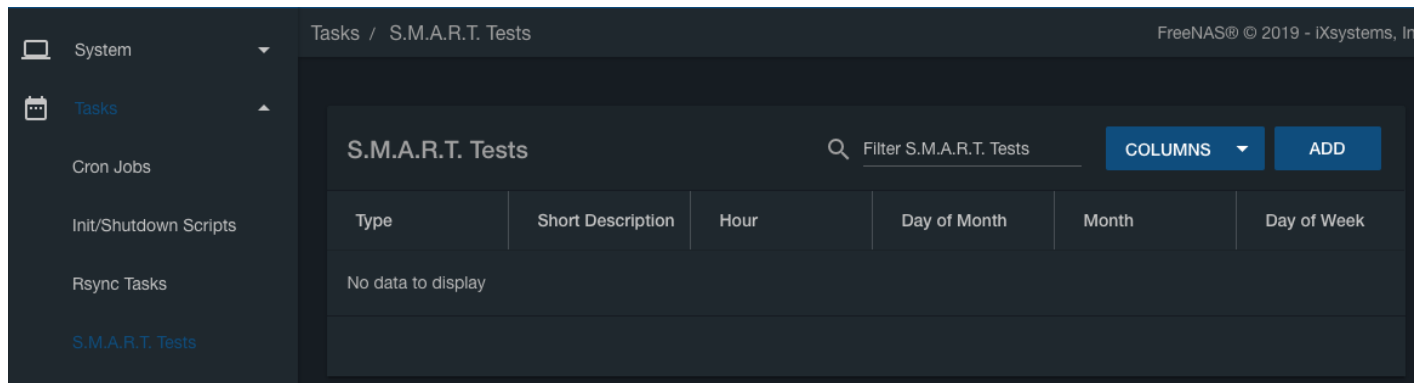 System
Tasks
Cron Jobs
Init/Shutdown Scripts
Rsync Tasks
S.M.A.R.T. Tests
Tasks / S.M.A.R.T. Tests
FreeNAS® © 2019 - iXsystems, In
S.M.A.R.T. Tests
Filter S.M.A.R.T. Tests
COLUMNS
ADD
Type Short Description Hour Day of Month Month Day of Week
No data to display